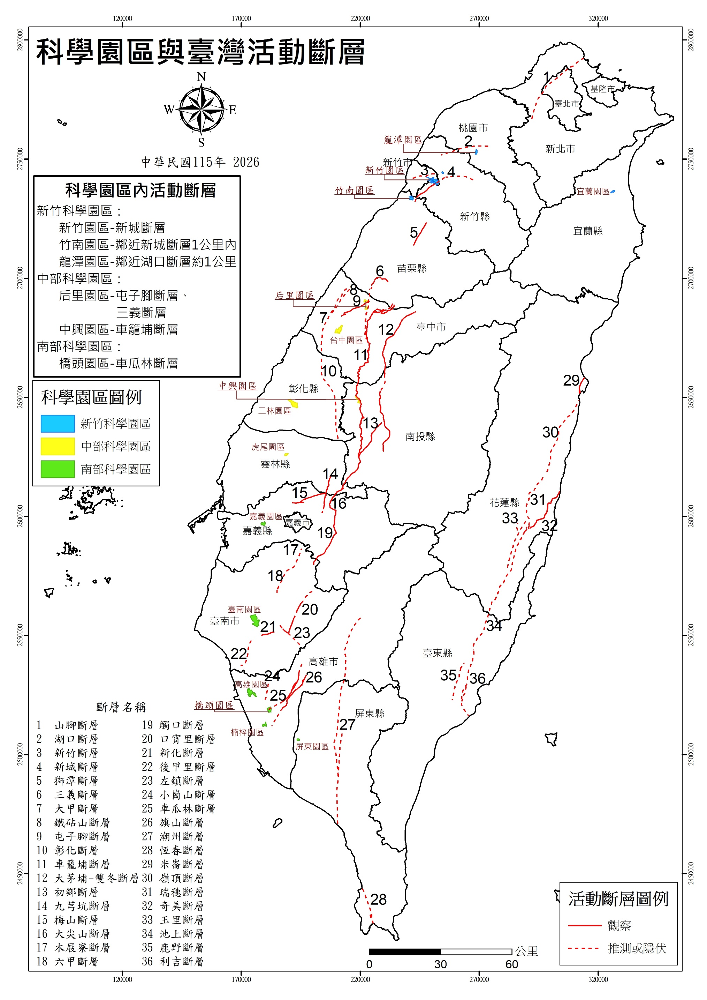 120000
170000
220000
270000
320000
2800000
2750000
2700000
2650000
2600000
2550000
2500000
2450000
2800000
2750000
2700000
2650000
2600000
2550000
2500000
2450000
科學園區與臺灣活動斷層
N
W
E
S
中華民國115年 2026
科學園區內活動斷層
新竹科學園區：
新竹園區-新城斷層
竹南園區-鄰近新城斷層1公里內
龍潭園區-鄰近湖口斷層約1公里
中部科學園區：
后里園區-屯子腳斷層、
三義斷層
中興園區-車籠埔斷層
南部科學園區：
橋頭園區-車瓜林斷層
科學園區圖例
新竹科學園區
中部科學園區
南部科學園區
1
基隆市
臺北市
桃園市
2
龍潭園區
新北市
新竹市
新竹園區
3
4
竹南園區
宜蘭園區
新竹縣
5
宜蘭縣
苗栗縣
6
8
后里園區
9
7
12
臺中市
台中園區
11
10
29
中興園區
彰化縣
二林園區
13
南投縣
30
虎尾園區
雲林縣
14
15
16
31
花蓮縣
嘉義園區
嘉義市
33
嘉義縣
32
19
17
18
臺南園區
20
臺南市
21
23
34
22
臺東縣
高雄市
24
26
35
36
高雄園區
25
橋頭園區
屏東縣
27
楠梓園區
屏東園區
28
斷層名稱
1 山腳斷層
2 湖口斷層
3 新竹斷層
4 新城斷層
5 獅潭斷層
6 三義斷層
7 大甲斷層
8 鐵砧山斷層
9 屯子腳斷層
10 彰化斷層
11 車籠埔斷層
12 大茅埔-雙冬斷層
13 初鄉斷層
14 九芎坑斷層
15 梅山斷層
16 大尖山斷層
17 木屐寮斷層
18 六甲斷層
19 觸口斷層
20 口宵里斷層
21 新化斷層
22 後甲里斷層
23 左鎮斷層
24 小崗山斷層
25 車瓜林斷層
26 旗山斷層
27 潮州斷層
28 恆春斷層
29 米崙斷層
30 嶺頂斷層
31 瑞穗斷層
32 奇美斷層
33 玉里斷層
34 池上斷層
35 鹿野斷層
36 利吉斷層
公里
0
30
60
活動斷層圖例
觀察
推測或隱伏
120000
170000
220000
270000
320000